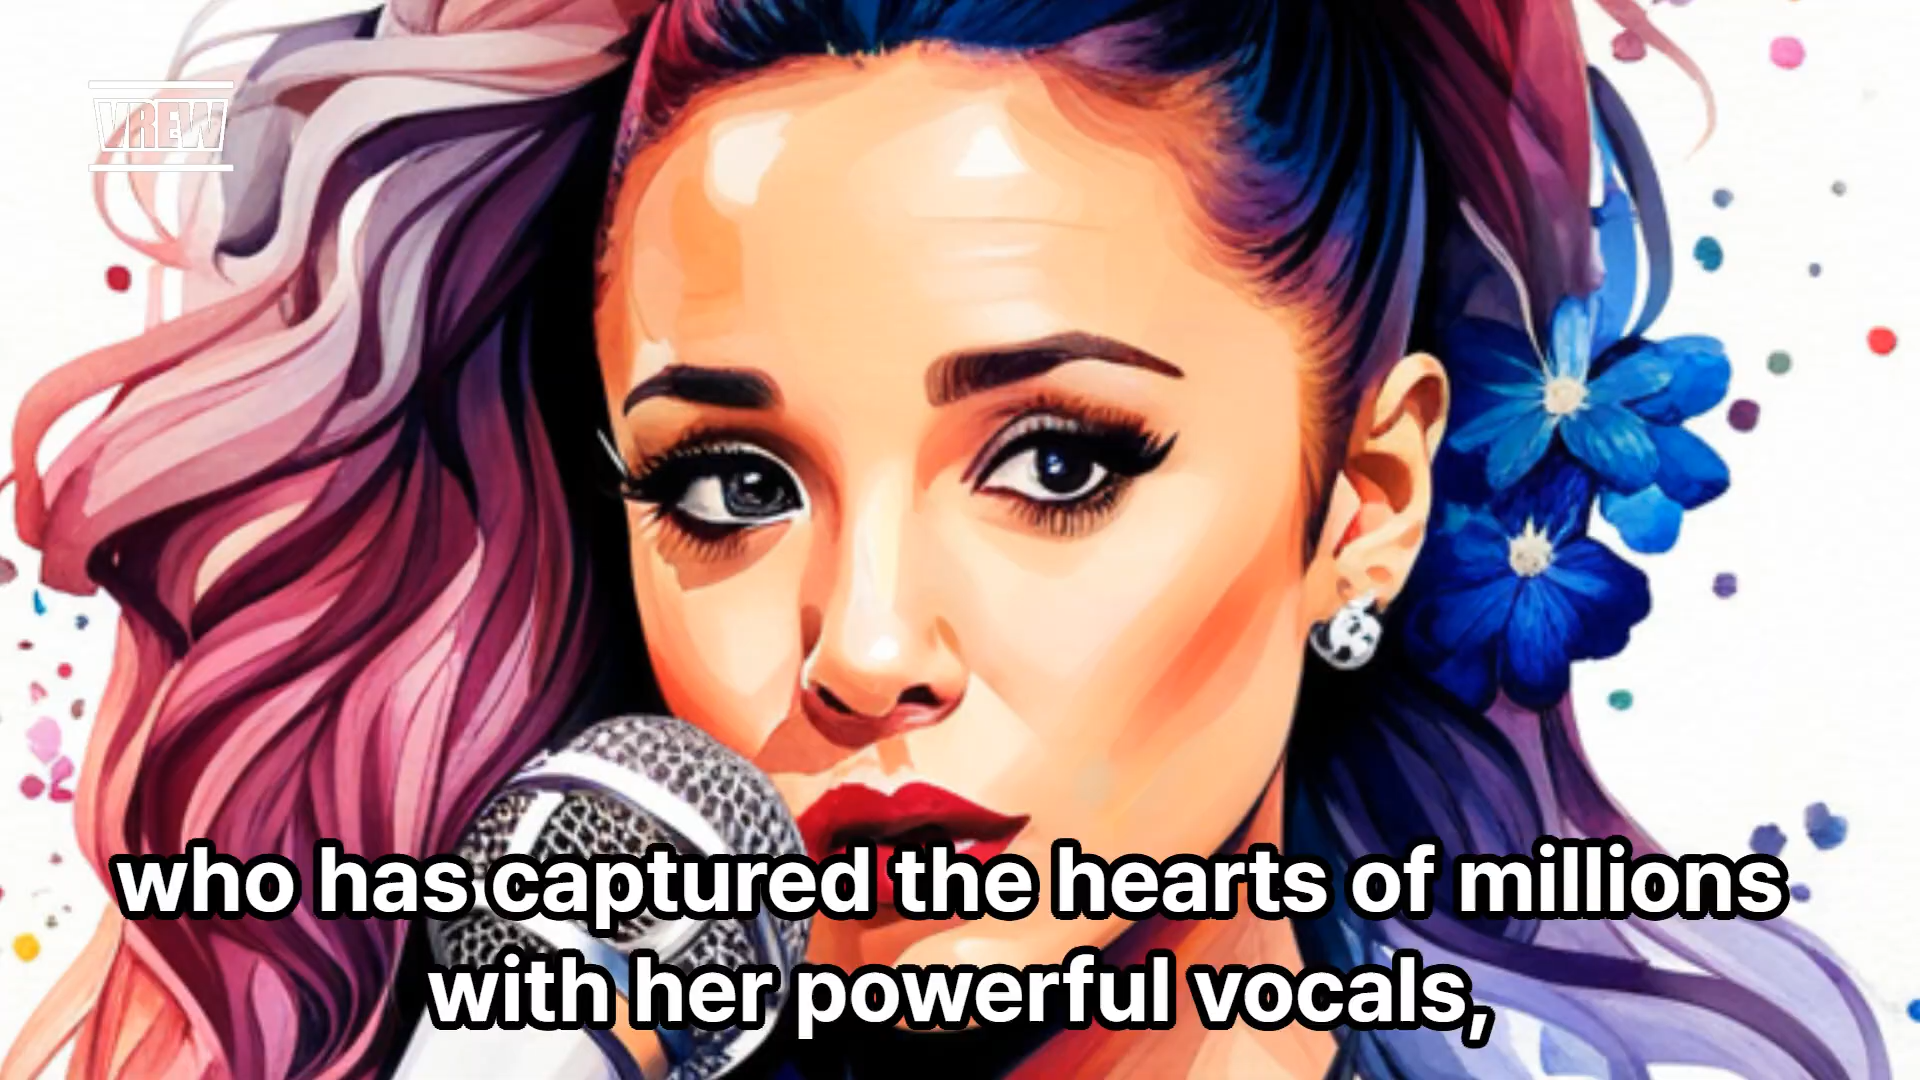 VREW
who has captured the hearts of millions
with her powerful vocals,